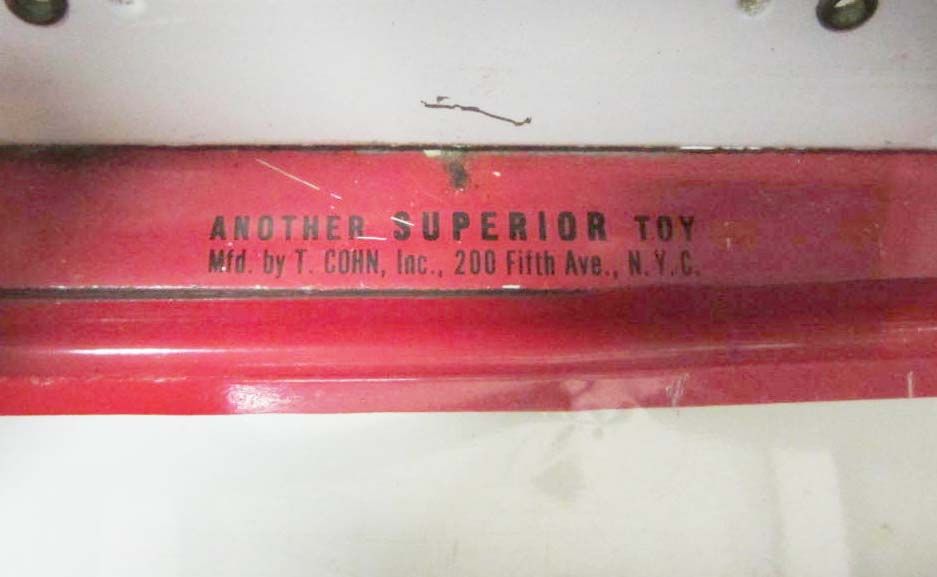 ANOTHER SUPERIOR TOY
Mfd. by T. COHN, Inc., 200 Fifth Ave., N. Y. C.